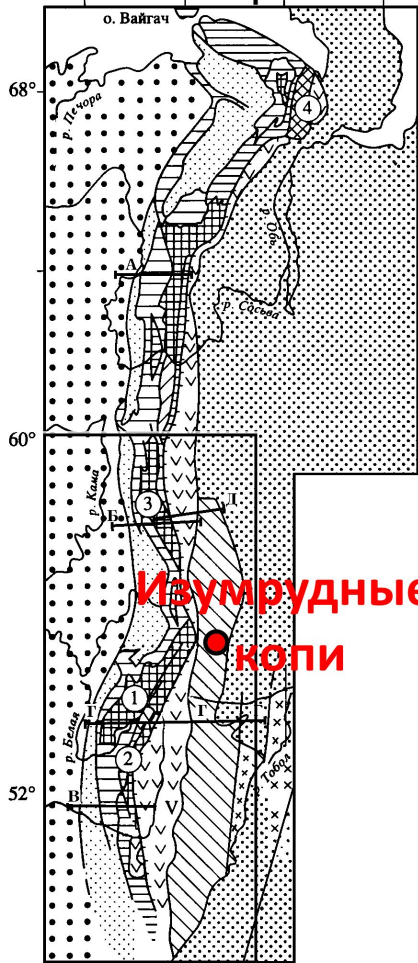 о. Вайгач
68°
р. Печора
4
р. Обь
А
р. Сосьва
60°
р. Кама
3
Б
Д
Изумрудные
копи
1
Г
Г
р. Белая
2
р. Тобол
52°
В
V